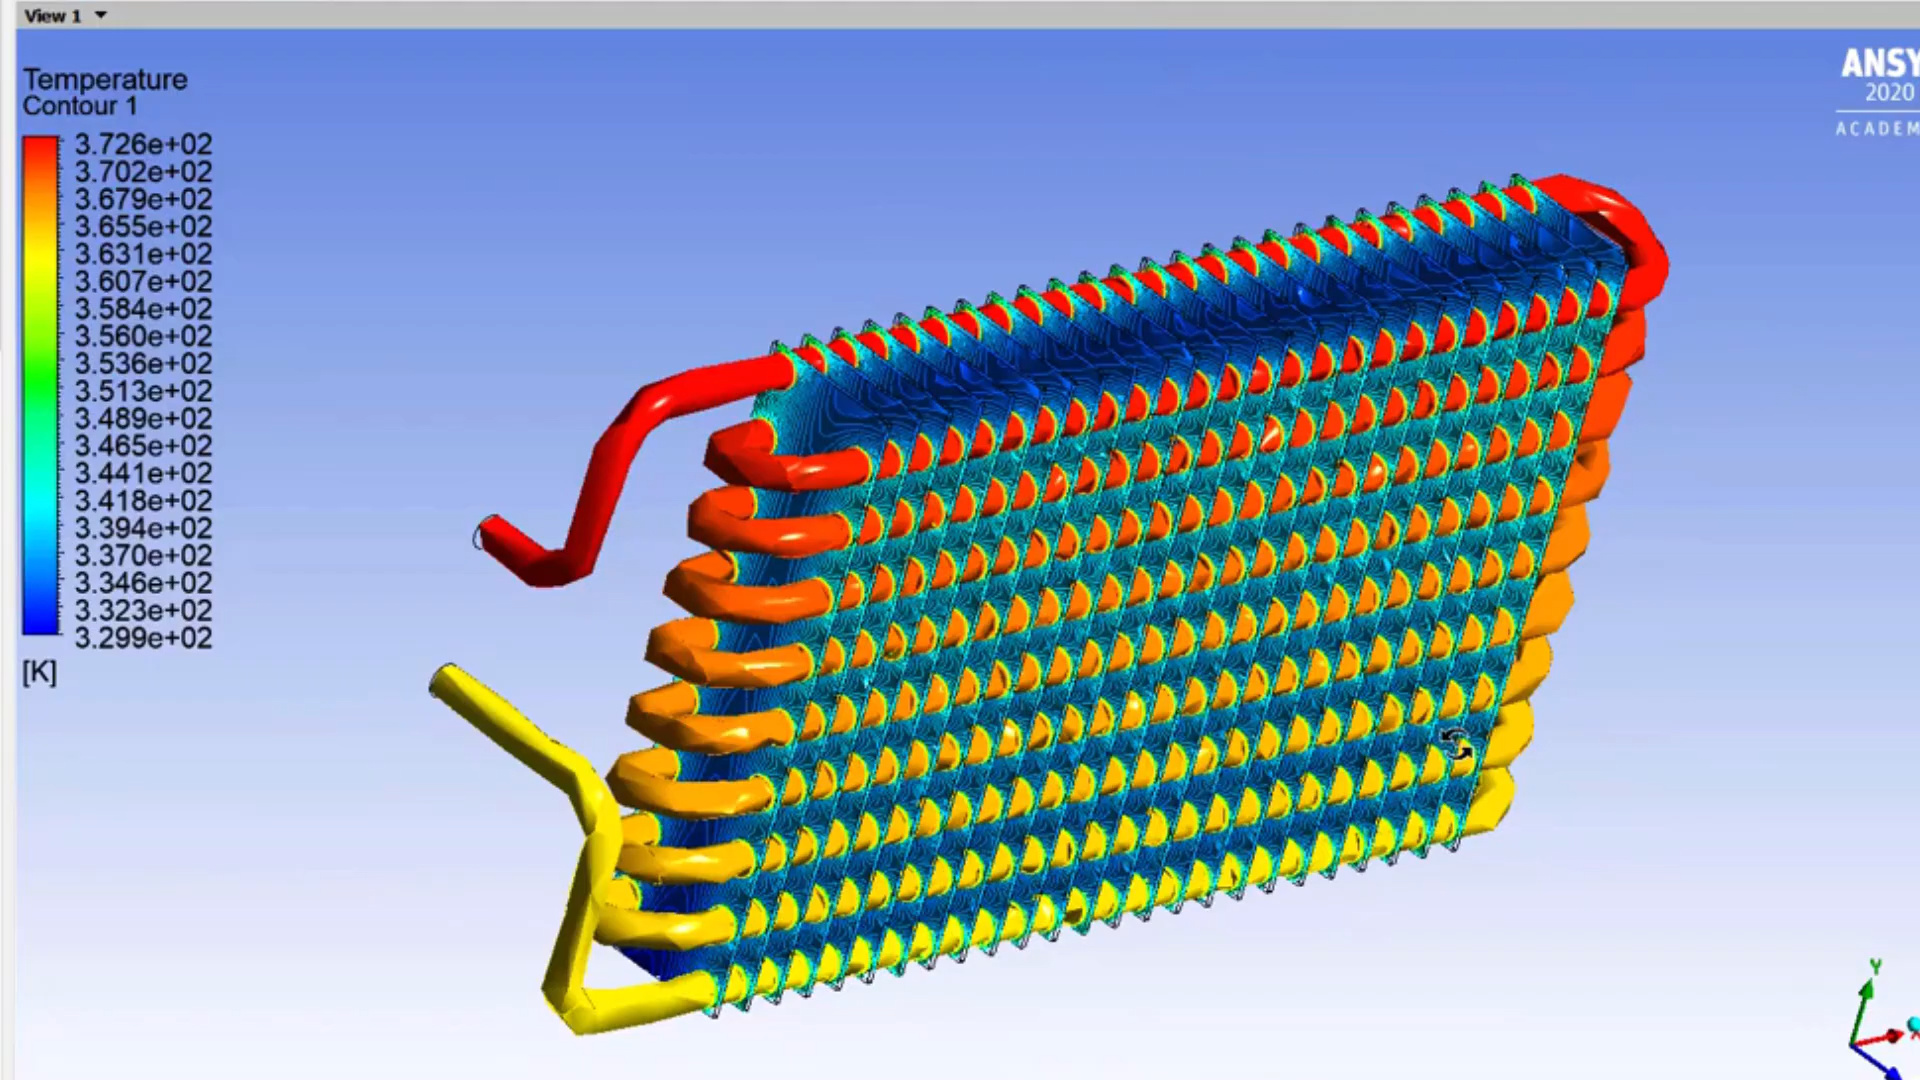 View 1
Temperature
Contour 1
3.726e+02
3.702e+02
3.679e+02
3.655e+02
3.631e+02
3.607e+02
3.584e+02
3.560e+02
3.536e+02
3.513e+02
3.489e+02
3.465e+02
3.441e+02
3.418e+02
3.394e+02
3.370e+02
3.346e+02
3.323e+02
3.299e+02
[K]
ANSY
2020
ACADEM
Y